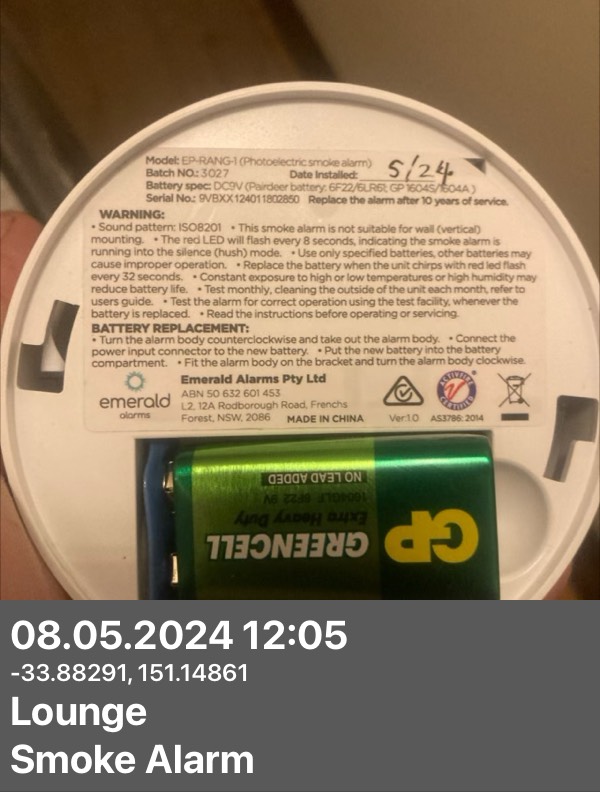 Model: EP-RANG-1 (Photoelectric smoke alarm)
Batch NO.: 3027 Date Installed: 5/24
Battery spec: DC9V (Pairdeer battery: 6F22/6LR61; GP 1604S/1604A)
Serial No.: 9VBXX124011802850 Replace the alarm after 10 years of service.
WARNING:
• Sound pattern: ISO8201 • This smoke alarm is not suitable for wall (vertical)
mounting. • The red LED will flash every 8 seconds, indicating the smoke alarm is
running into the silence (hush) mode. • Use only specified batteries, other batteries may
cause improper operation. • Replace the battery when the unit chirps with red led flash
every 32 seconds. • Constant exposure to high or low temperatures or high humidity may
reduce battery life. • Test monthly, cleaning the outside of the unit each month, refer to
users guide. • Test the alarm for correct operation using the test facility, whenever the
battery is replaced. • Read the instructions before operating or servicing.
BATTERY REPLACEMENT:
• Turn the alarm body counterclockwise and take out the alarm body. • Connect the
power input connector to the new battery. • Put the new battery into the battery
compartment. • Fit the alarm body on the bracket and turn the alarm body clockwise.
emerald
alarms
Emerald Alarms Pty Ltd
ABN 50 632 601 453
L2, 12A Rodborough Road, Frenchs
Forest, NSW, 2086 MADE IN CHINA
Ver:1.0 AS3786: 2014
NO LEAD ADDED
1604GLF 6F22 9V
Extra Heavy Duty
GREENCELL
GP
08.05.2024 12:05
-33.88291, 151.14861
Lounge
Smoke Alarm